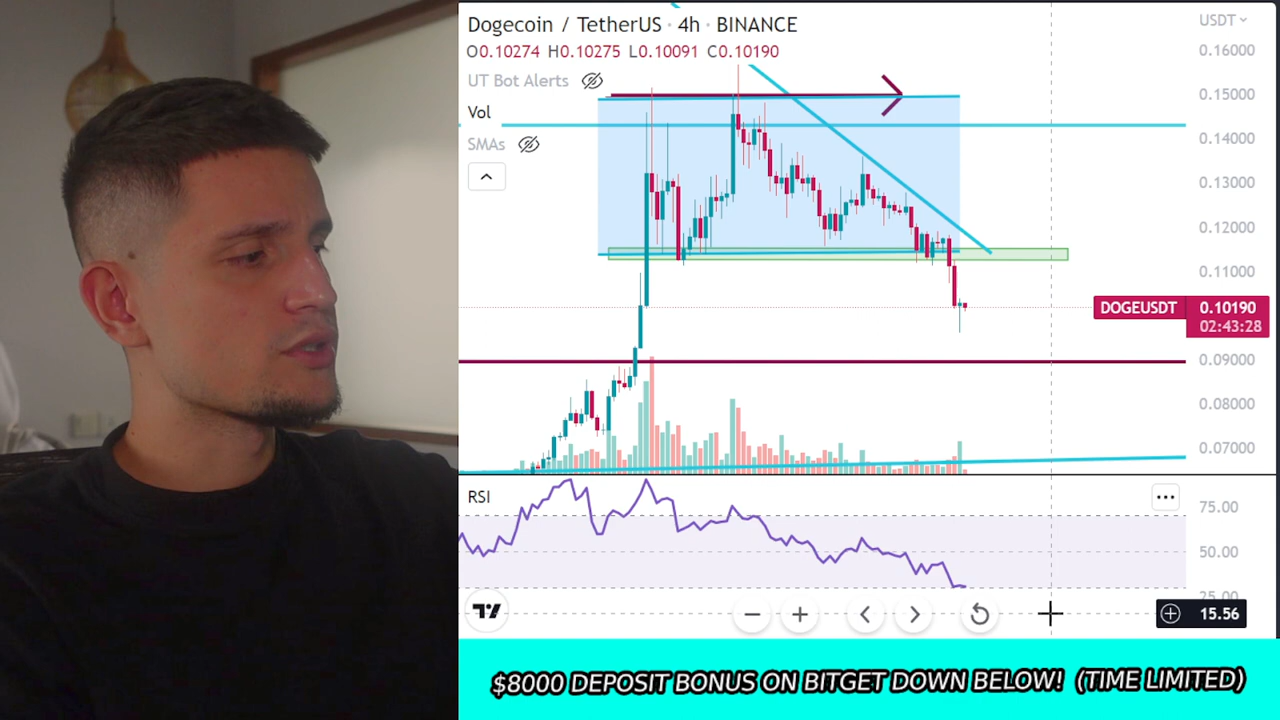 Dogecoin / TetherUS · 4h · BINANCE
O0.10274 H0.10275 L0.10091 C0.10190
UT Bot Alerts
Vol
SMAs
USDT
0.16000
0.15000
0.14000
0.13000
0.12000
0.11000
DOGEUSDT 0.10190
02:43:28
0.09000
0.08000
0.07000
RSI
75.00
50.00
25.00
15.56
$8000 DEPOSIT BONUS ON BITGET DOWN BELOW! (TIME LIMITED)